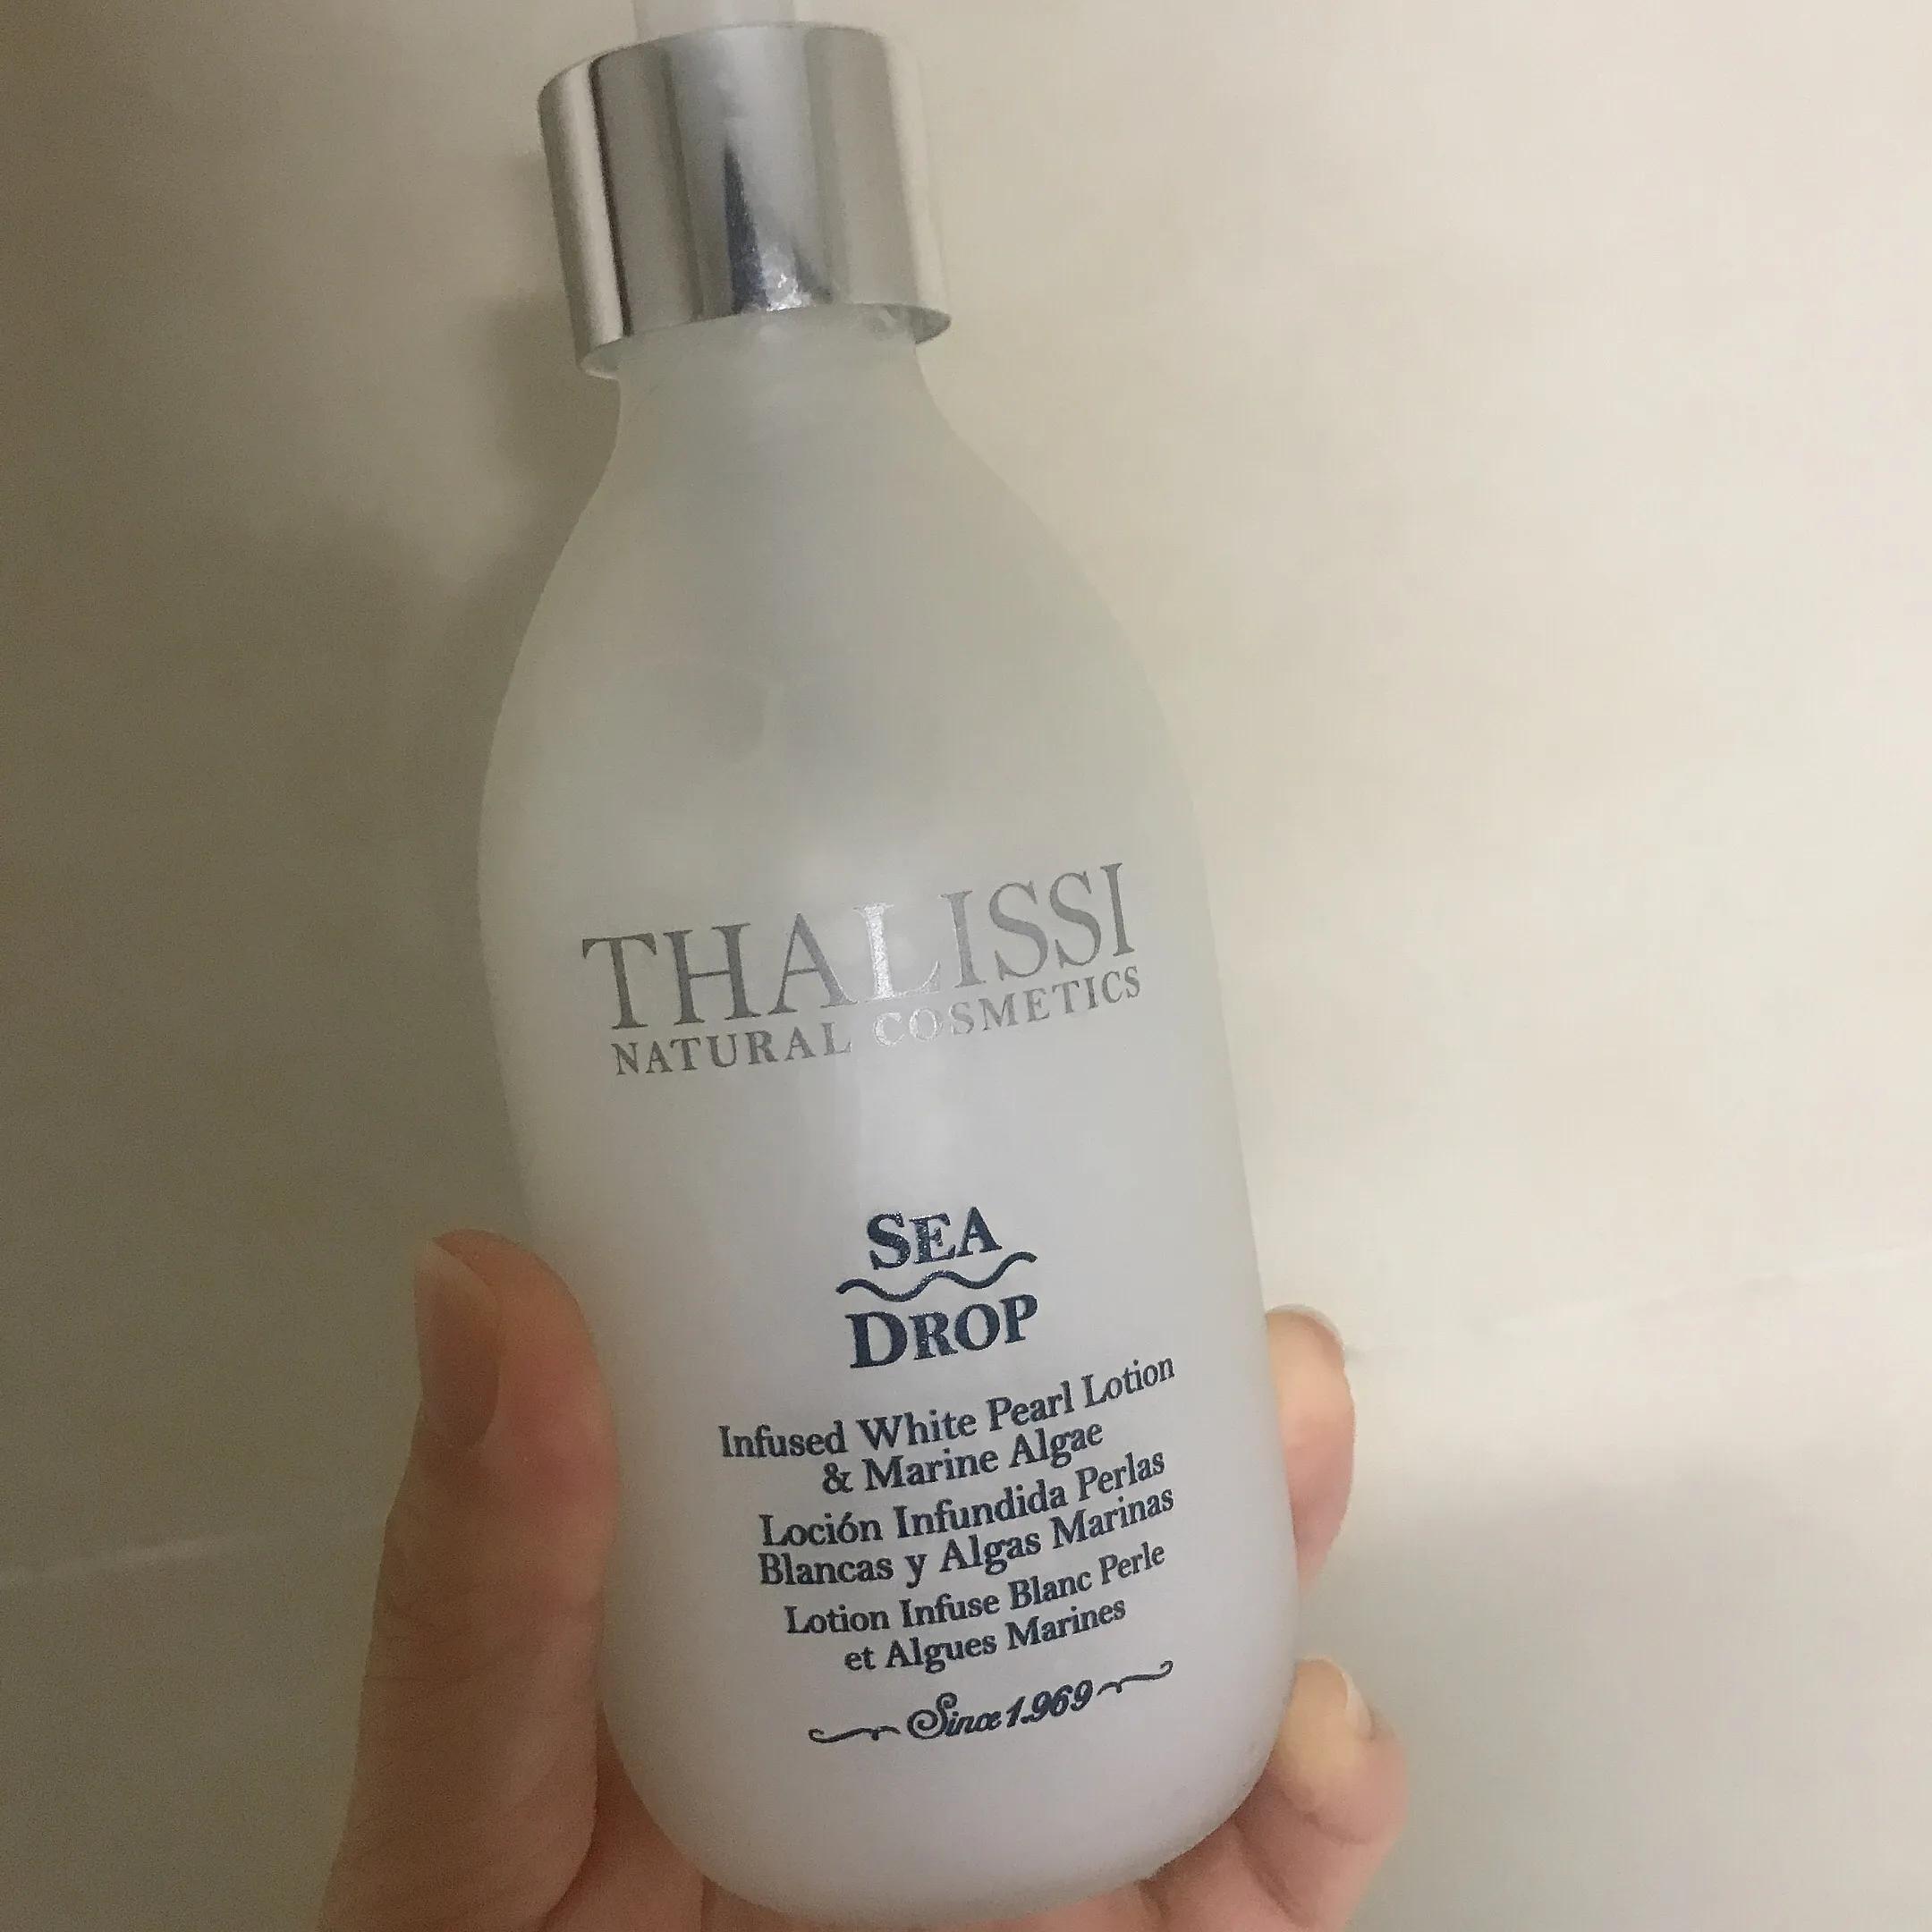 THALISSI
NATURAL COSMETICS
SEA
DROP
Infused White Pearl Lotion
& Marine Algae
Loción Infundida Perlas
Blancas y Algas Marinas
Lotion Infuse Blanc Perle
et Algues Marines
Since 1.969